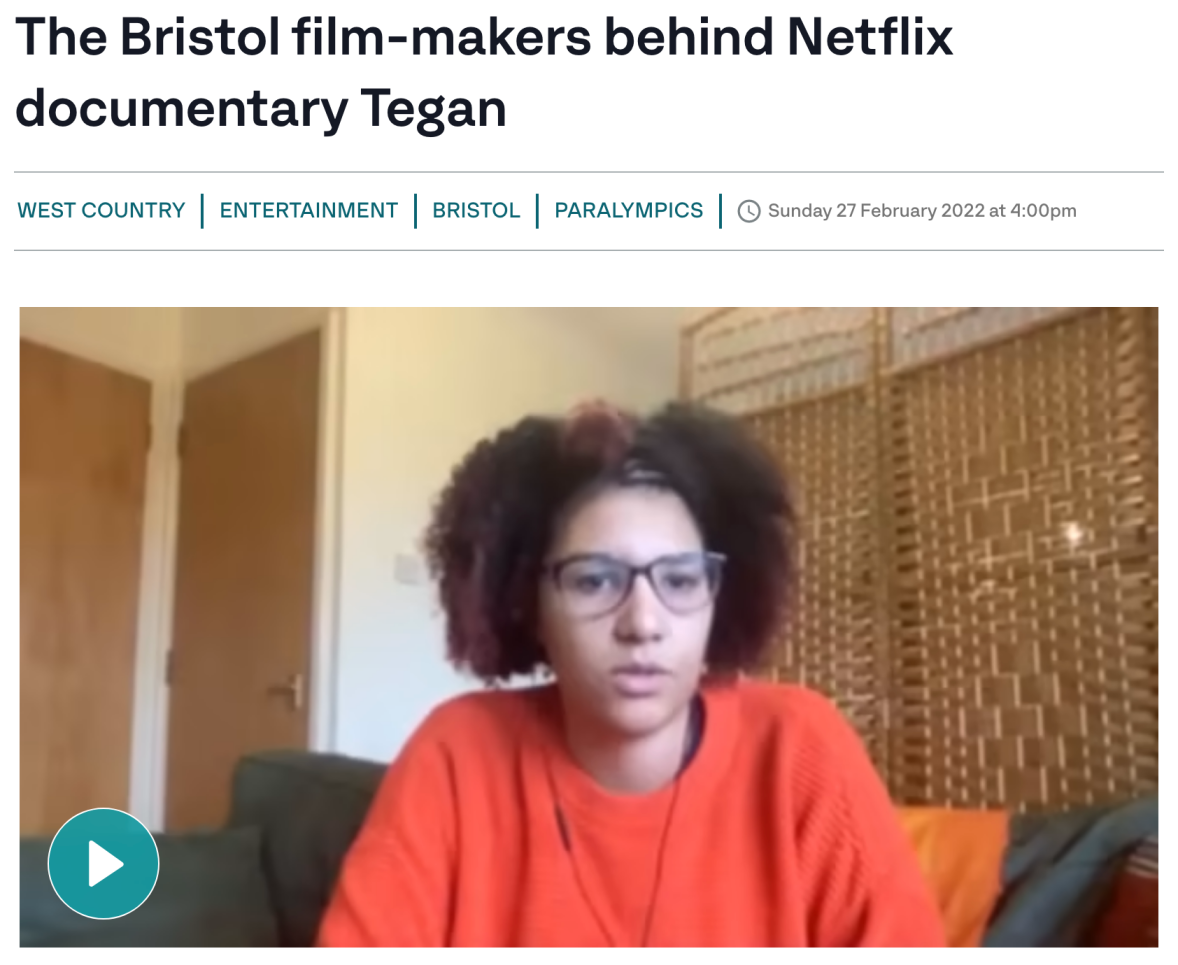 The Bristol film-makers behind Netflix
documentary Tegan
WEST COUNTRY | ENTERTAINMENT | BRISTOL | PARALYMPICS | Sunday 27 February 2022 at 4:00pm